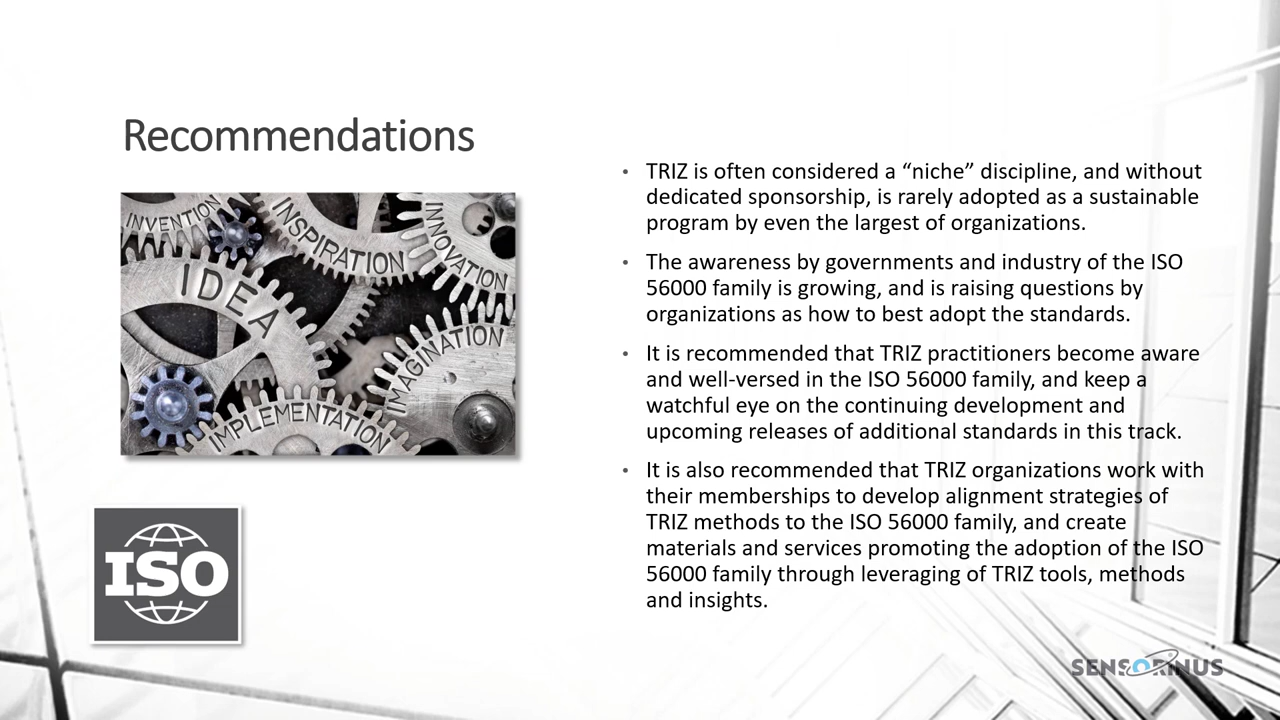 Recommendations
INVENTION
INSPIRATION
INNOVATION
IDEA
IMAGINATION
IMPLEMENTATION
ISO
• TRIZ is often considered a “niche” discipline, and without
dedicated sponsorship, is rarely adopted as a sustainable
program by even the largest of organizations.
• The awareness by governments and industry of the ISO
56000 family is growing, and is raising questions by
organizations as how to best adopt the standards.
• It is recommended that TRIZ practitioners become aware
and well-versed in the ISO 56000 family, and keep a
watchful eye on the continuing development and
upcoming releases of additional standards in this track.
• It is also recommended that TRIZ organizations work with
their memberships to develop alignment strategies of
TRIZ methods to the ISO 56000 family, and create
materials and services promoting the adoption of the ISO
56000 family through leveraging of TRIZ tools, methods
and insights.
SENSORINUS